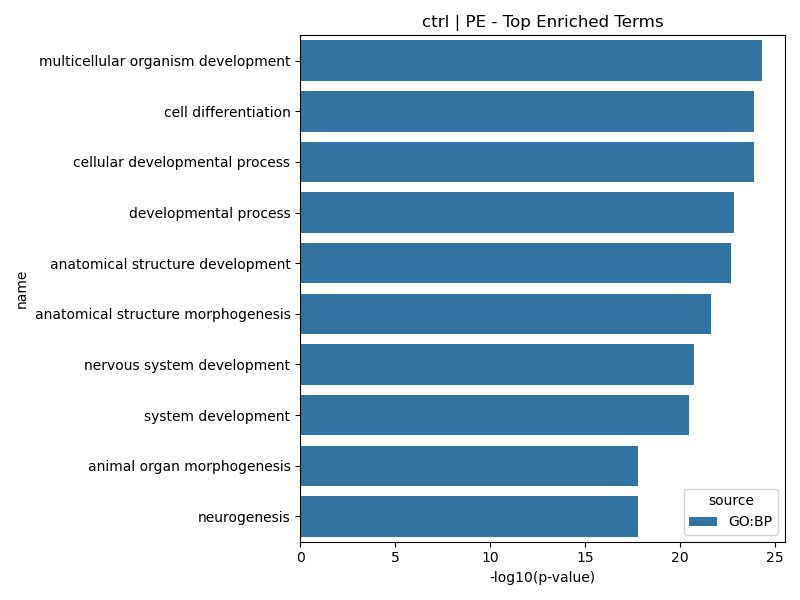 ctrl | PE - Top Enriched Terms
multicellular organism development
cell differentiation
cellular developmental process
developmental process
anatomical structure development
anatomical structure morphogenesis
nervous system development
system development
animal organ morphogenesis
neurogenesis
name
source
GO:BP
0 5 10 15 20 25
-log10(p-value)